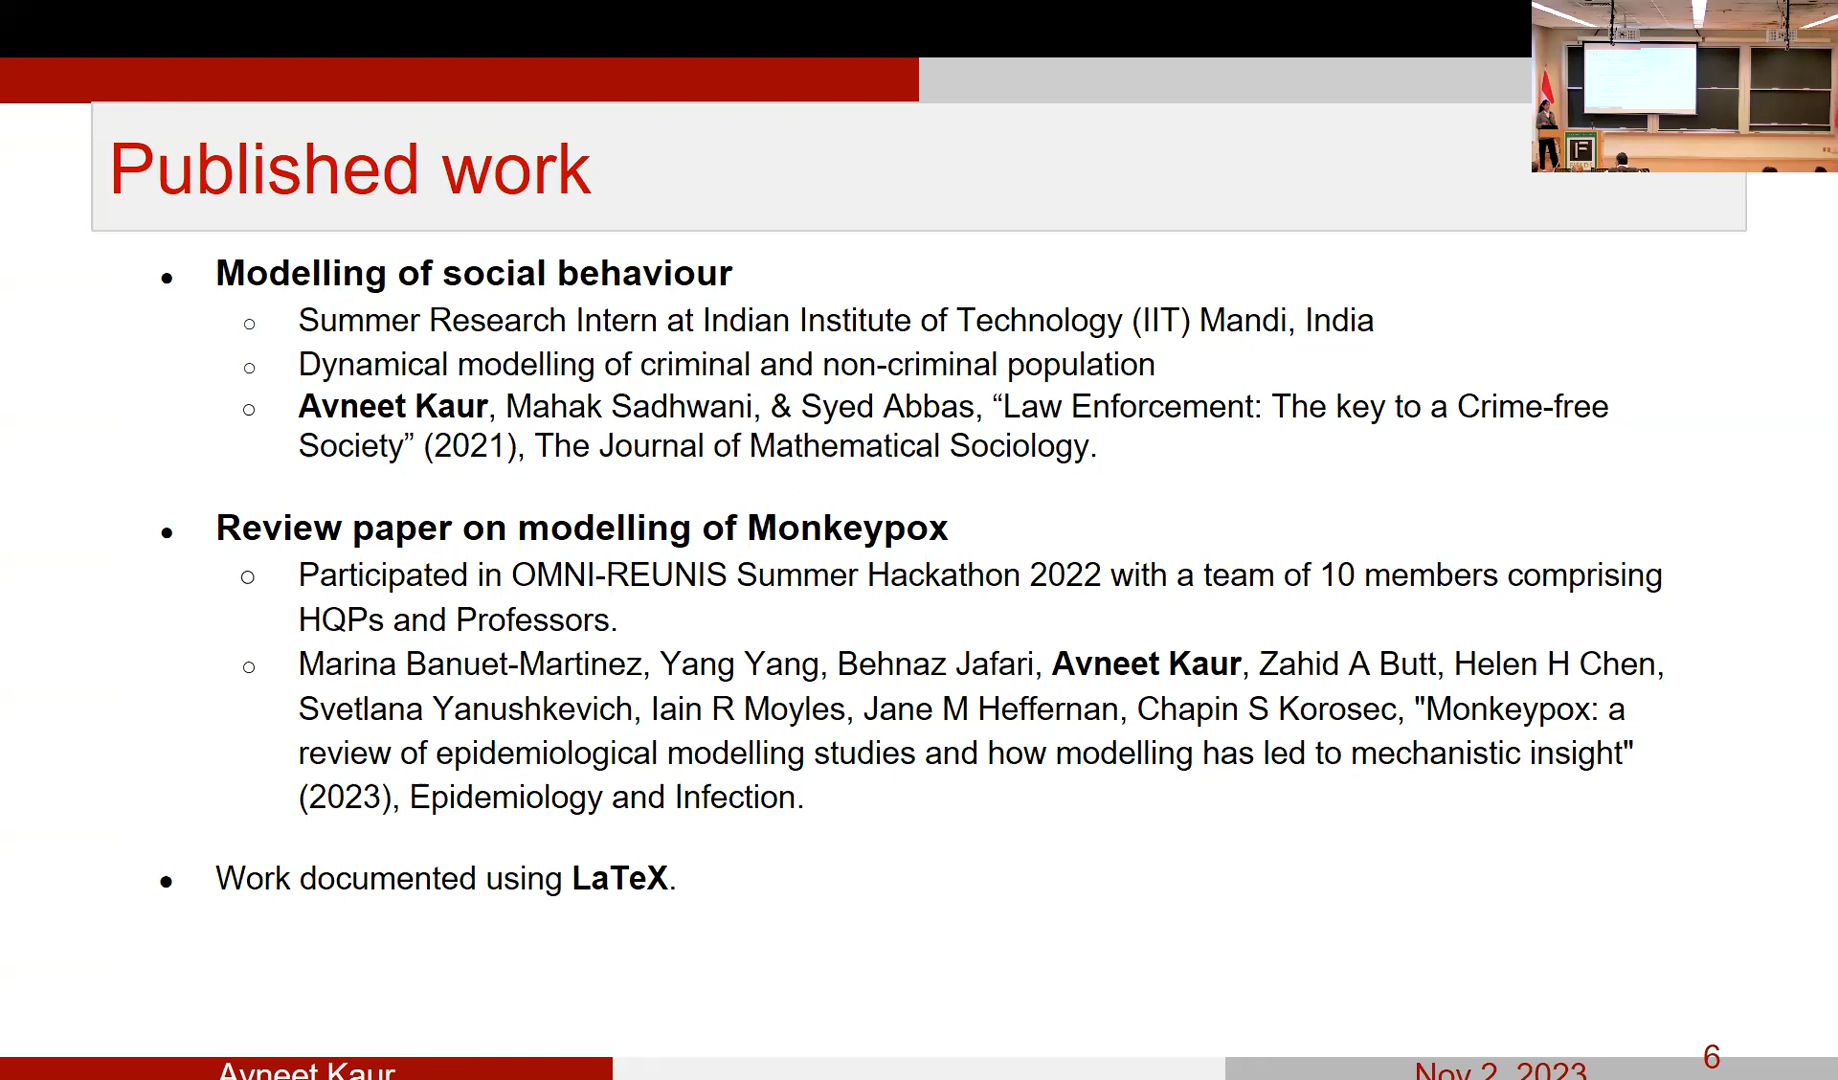 Published work
• Modelling of social behaviour
○ Summer Research Intern at Indian Institute of Technology (IIT) Mandi, India
○ Dynamical modelling of criminal and non-criminal population
○ Avneet Kaur, Mahak Sadhwani, & Syed Abbas, “Law Enforcement: The key to a Crime-free
Society” (2021), The Journal of Mathematical Sociology.
• Review paper on modelling of Monkeypox
○ Participated in OMNI-REUNIS Summer Hackathon 2022 with a team of 10 members comprising
HQPs and Professors.
○ Marina Banuet-Martinez, Yang Yang, Behnaz Jafari, Avneet Kaur, Zahid A Butt, Helen H Chen,
Svetlana Yanushkevich, Iain R Moyles, Jane M Heffernan, Chapin S Korosec, "Monkeypox: a
review of epidemiological modelling studies and how modelling has led to mechanistic insight"
(2023), Epidemiology and Infection.
• Work documented using LaTeX.
Avneet Kaur
Nov 2, 2023
6